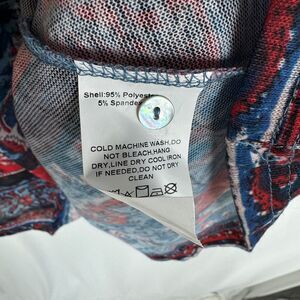 Shell:95% Polyeste
5% Spandex
COLD MACHINE WASH,DO
NOT BLEACH.HANG
DRY,LINE DRY COOL IRON
IF NEEDED,DO NOT DRY
CLEAN